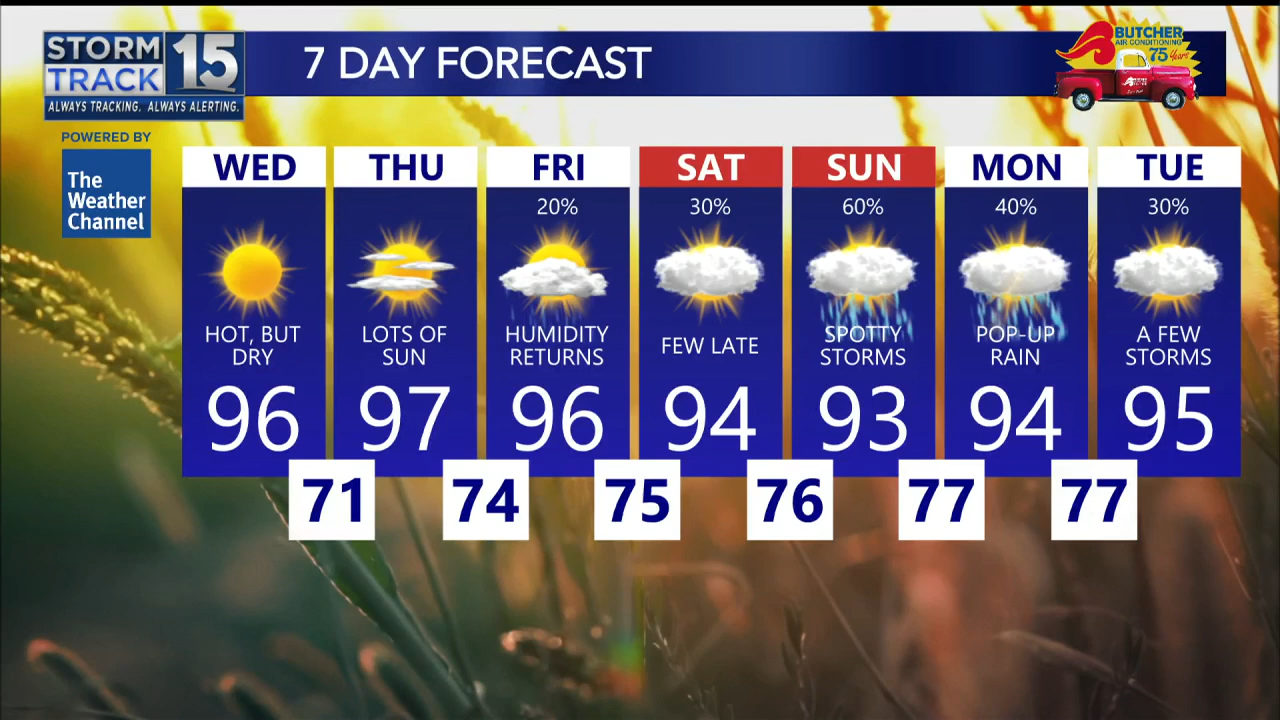 STORM
TRACK
15
ALWAYS TRACKING. ALWAYS ALERTING.
7 DAY FORECAST
BUTCHER
AIR CONDITIONING
75 Years
POWERED BY
The
Weather
Channel
WED
THU
FRI
SAT
SUN
MON
TUE
20%
30%
60%
40%
30%
HOT, BUT
DRY
LOTS OF
SUN
HUMIDITY
RETURNS
FEW LATE
SPOTTY
STORMS
POP-UP
RAIN
A FEW
STORMS
96
97
96
94
93
94
95
71
74
75
76
77
77